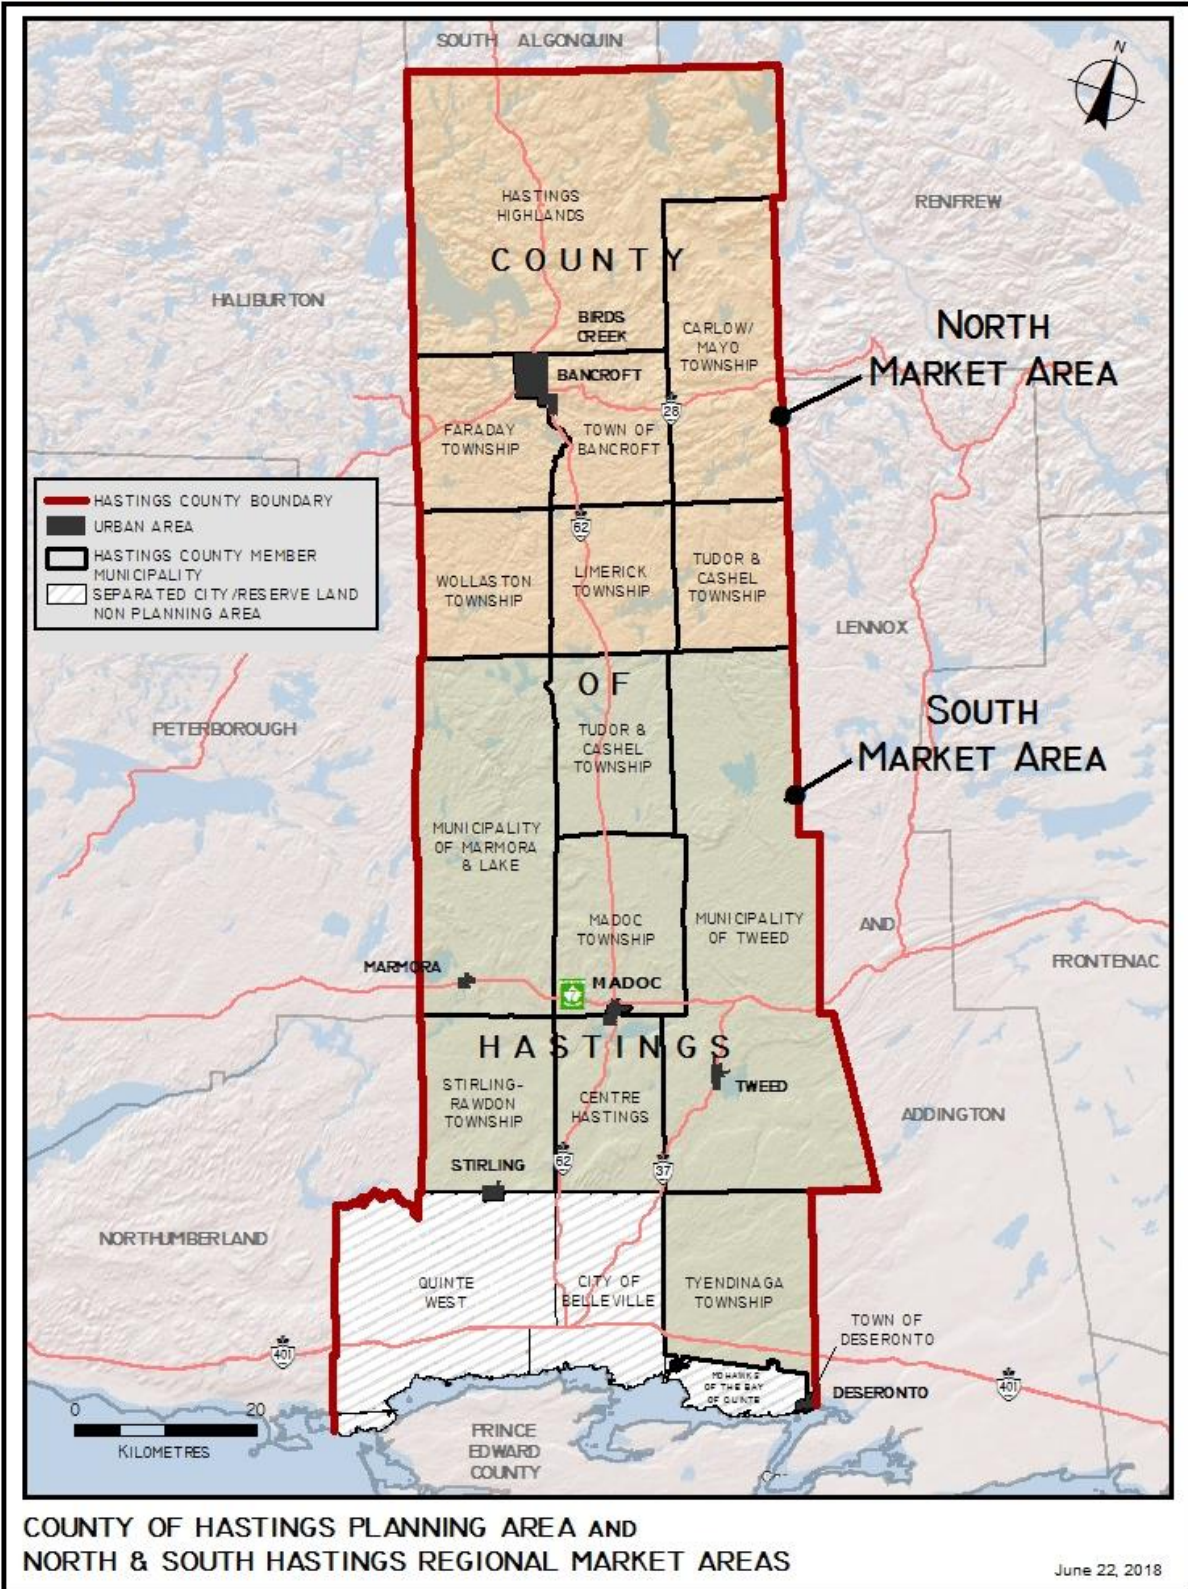 SOUTH ALGONQUIN
N
HASTINGS
HIGHLANDS
RENFREW
COUNTY
HALIBURTON
BIRDS
CREEK
CARLOW/
MAYO
TOWNSHIP
NORTH
MARKET AREA
BANCROFT
28
FARADAY
TOWNSHIP
TOWN OF
BANCROFT
HASTINGS COUNTY BOUNDARY
URBAN AREA
HASTINGS COUNTY MEMBER
MUNICIPALITY
SEPARATED CITY/RESERVE LAND
NON PLANNING AREA
62
WOLLASTON
TOWNSHIP
LIMERICK
TOWNSHIP
TUDOR &
CASHEL
TOWNSHIP
LENNOX
OF
SOUTH
MARKET AREA
PETERBOROUGH
TUDOR &
CASHEL
TOWNSHIP
MUNICIPALITY
OF MARMORA
& LAKE
MADOC
TOWNSHIP
MUNICIPALITY
OF TWEED
AND
FRONTENAC
MARMORA
MADOC
HASTINGS
STIRLING-
RAWDON
TOWNSHIP
CENTRE
HASTINGS
TWEED
ADDINGTON
STIRLING
62
37
NORTHUMBERLAND
QUINTE
WEST
CITY OF
BELLEVILLE
TYENDINAGA
TOWNSHIP
TOWN OF
DESERONTO
401
MOHAWKS
OF THE BAY
OF QUINTE
DESERONTO
401
0 20
KILOMETRES
PRINCE
EDWARD
COUNTY
COUNTY OF HASTINGS PLANNING AREA AND
NORTH & SOUTH HASTINGS REGIONAL MARKET AREAS
June 22, 2018